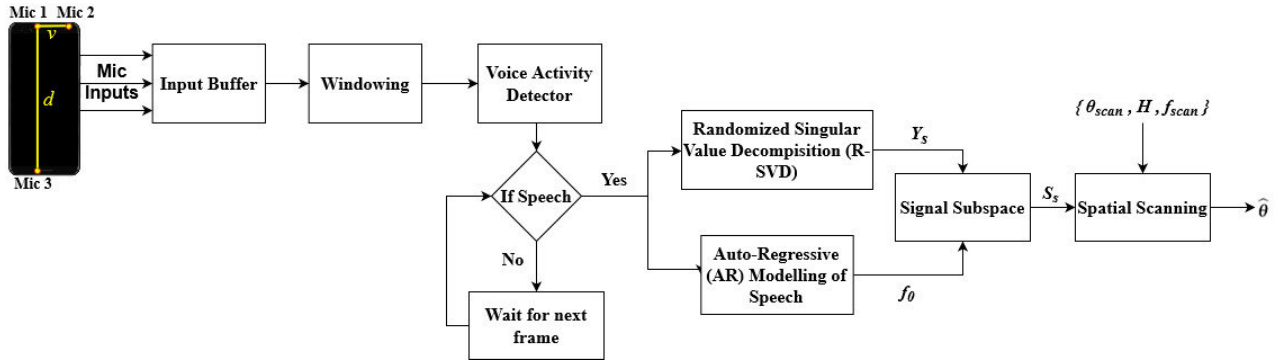 Mic 1 Mic 2
v
d
Mic 3
Mic
Inputs
Input Buffer
Windowing
Voice Activity
Detector
If Speech
Yes
No
Wait for next
frame
Randomized Singular
Value Decompisition (R-
SVD)
Auto-Regressive
(AR) Modelling of
Speech
Yₛ
f₀
Signal Subspace
Sₛ
{θ_scan , H , f_scan}
Spatial Scanning
θ̂